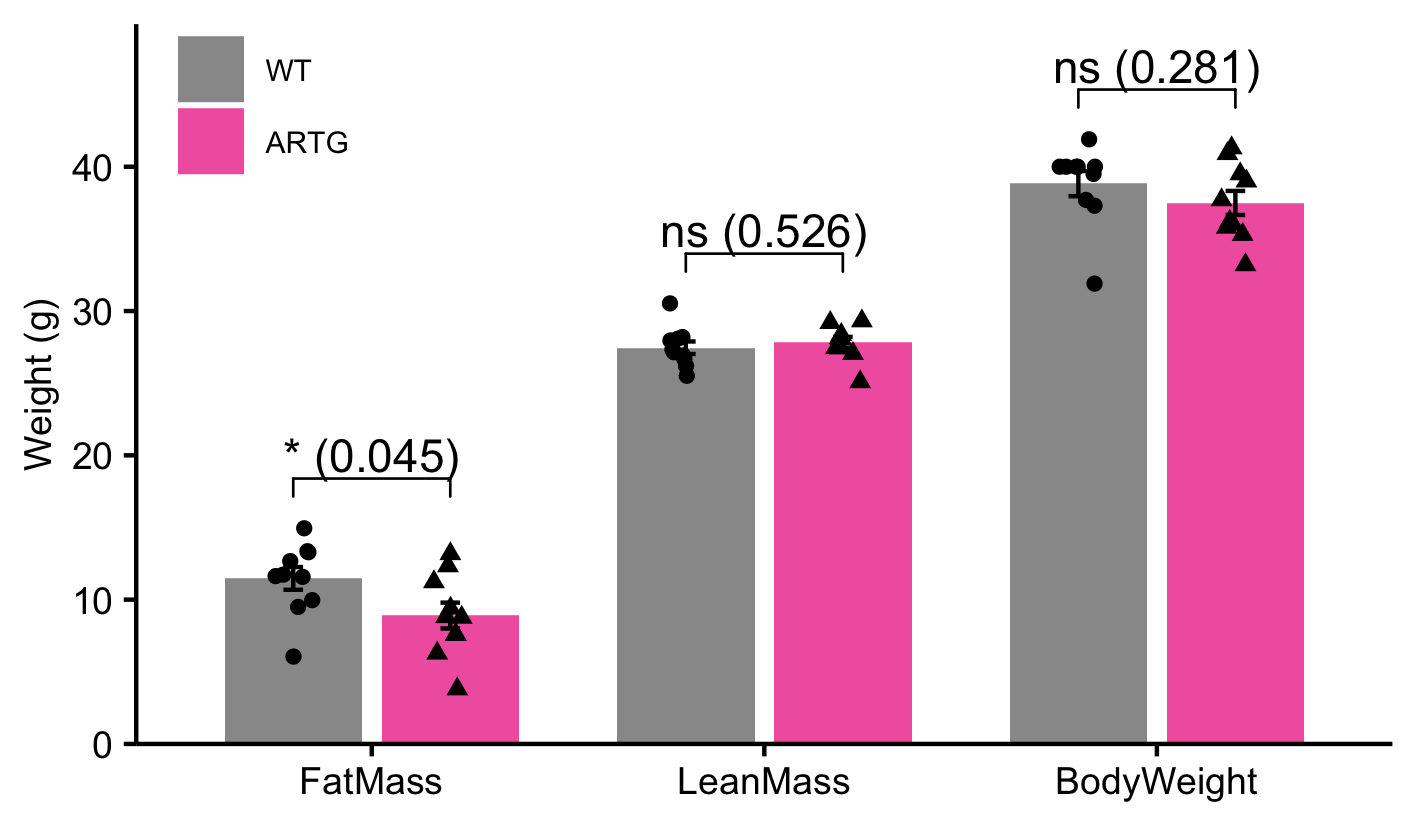 WT
ARTG
ns (0.281)
ns (0.526)
* (0.045)
Weight (g)
40
30
20
10
0
FatMass
LeanMass
BodyWeight